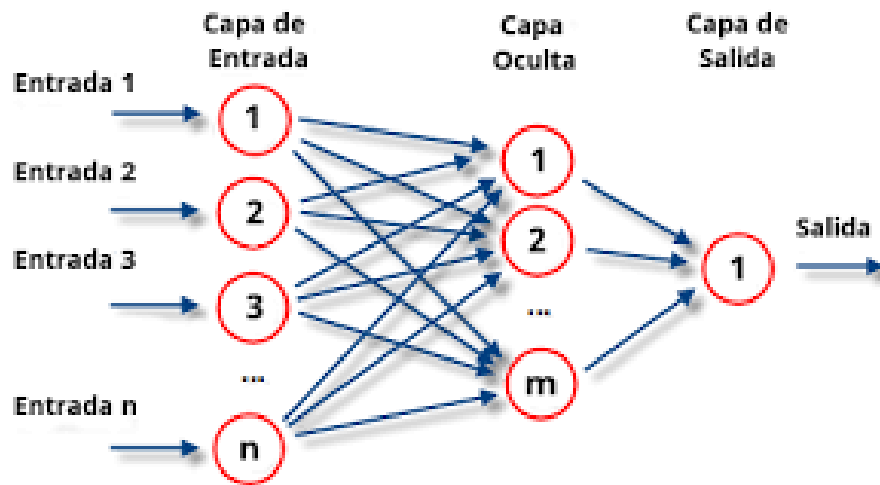 Capa de
Entrada
Capa
Oculta
Capa de
Salida
Entrada 1
1
Entrada 2
2
Entrada 3
3
...
Entrada n
n
1
2
...
m
1
Salida